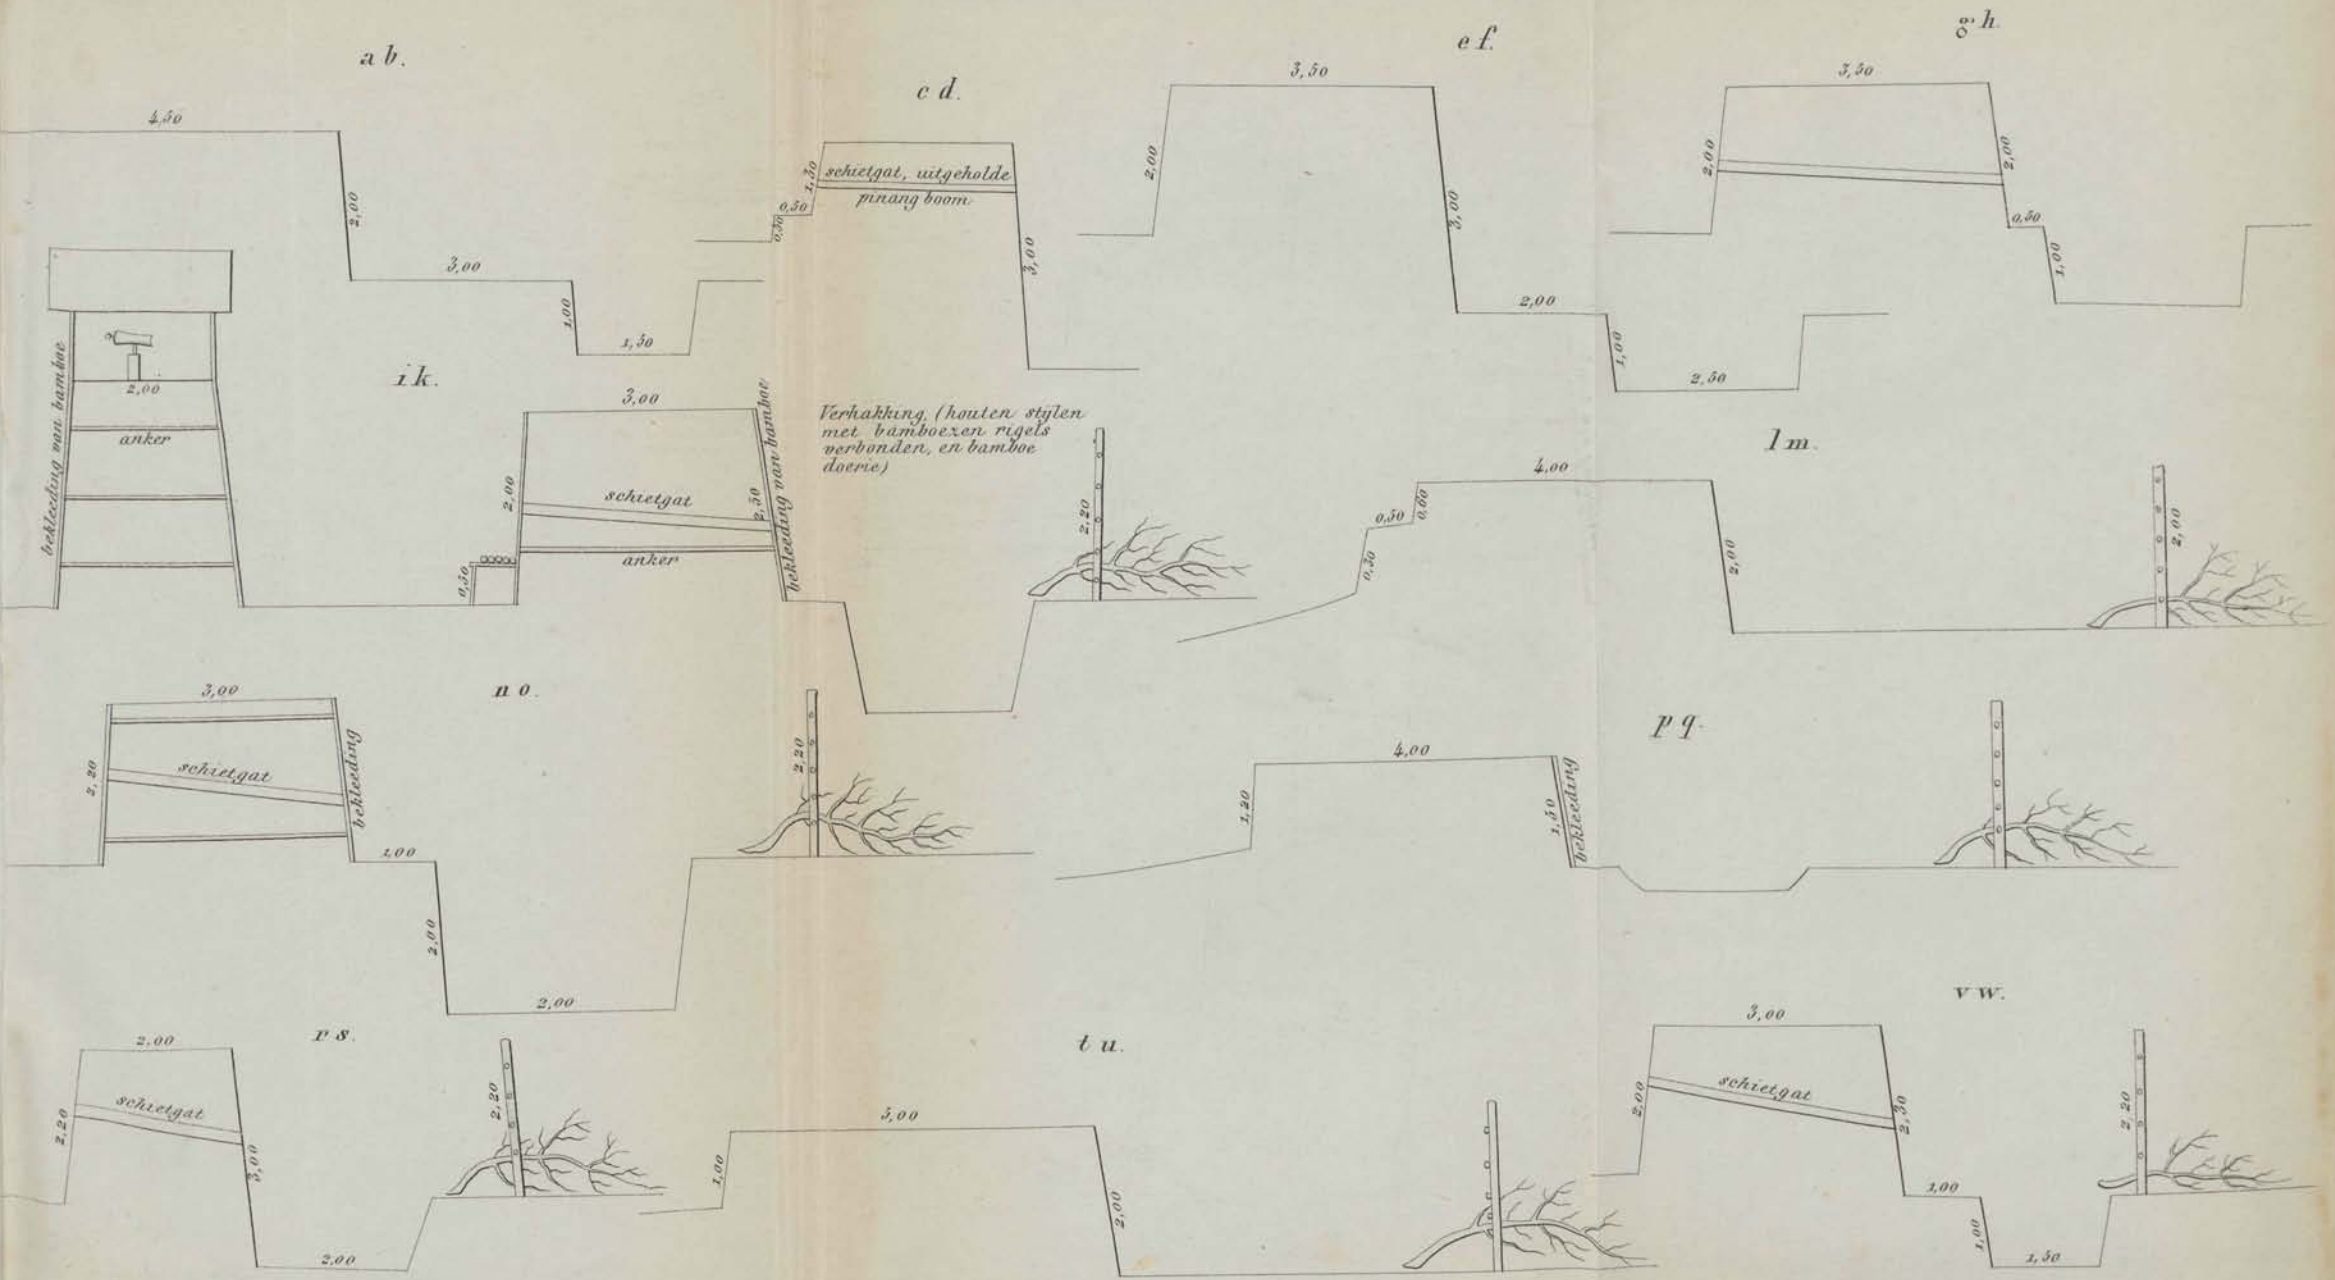 a b.
4,50
2,00
3,00
1,00
1,50
c d.
schietgat, uitgeholde
pinang boom
1,50
0,50
0,50
3,00
e f.
3,50
2,00
3,00
2,00
1,00
2,50
g h.
3,50
2,00
2,00
0,50
1,00
i k.
bekleeding van bamboe
2,00
anker
3,00
2,00
schietgat
2,50
anker
0,50
bekleeding van bamboe
Verhakking, (houten stijlen
met bamboezen rigels
verbonden, en bamboe
doerie)
2,20
l m.
4,00
0,50
0,60
0,50
2,00
2,00
n o.
3,00
2,20
schietgat
bekleeding
1,00
2,00
2,00
2,20
p q.
4,00
1,20
1,50
bekleeding
r s.
2,00
2,20
schietgat
3,00
2,00
2,20
t u.
5,00
1,00
2,00
v w.
3,00
2,00
schietgat
2,30
1,00
1,00
1,50
2,20